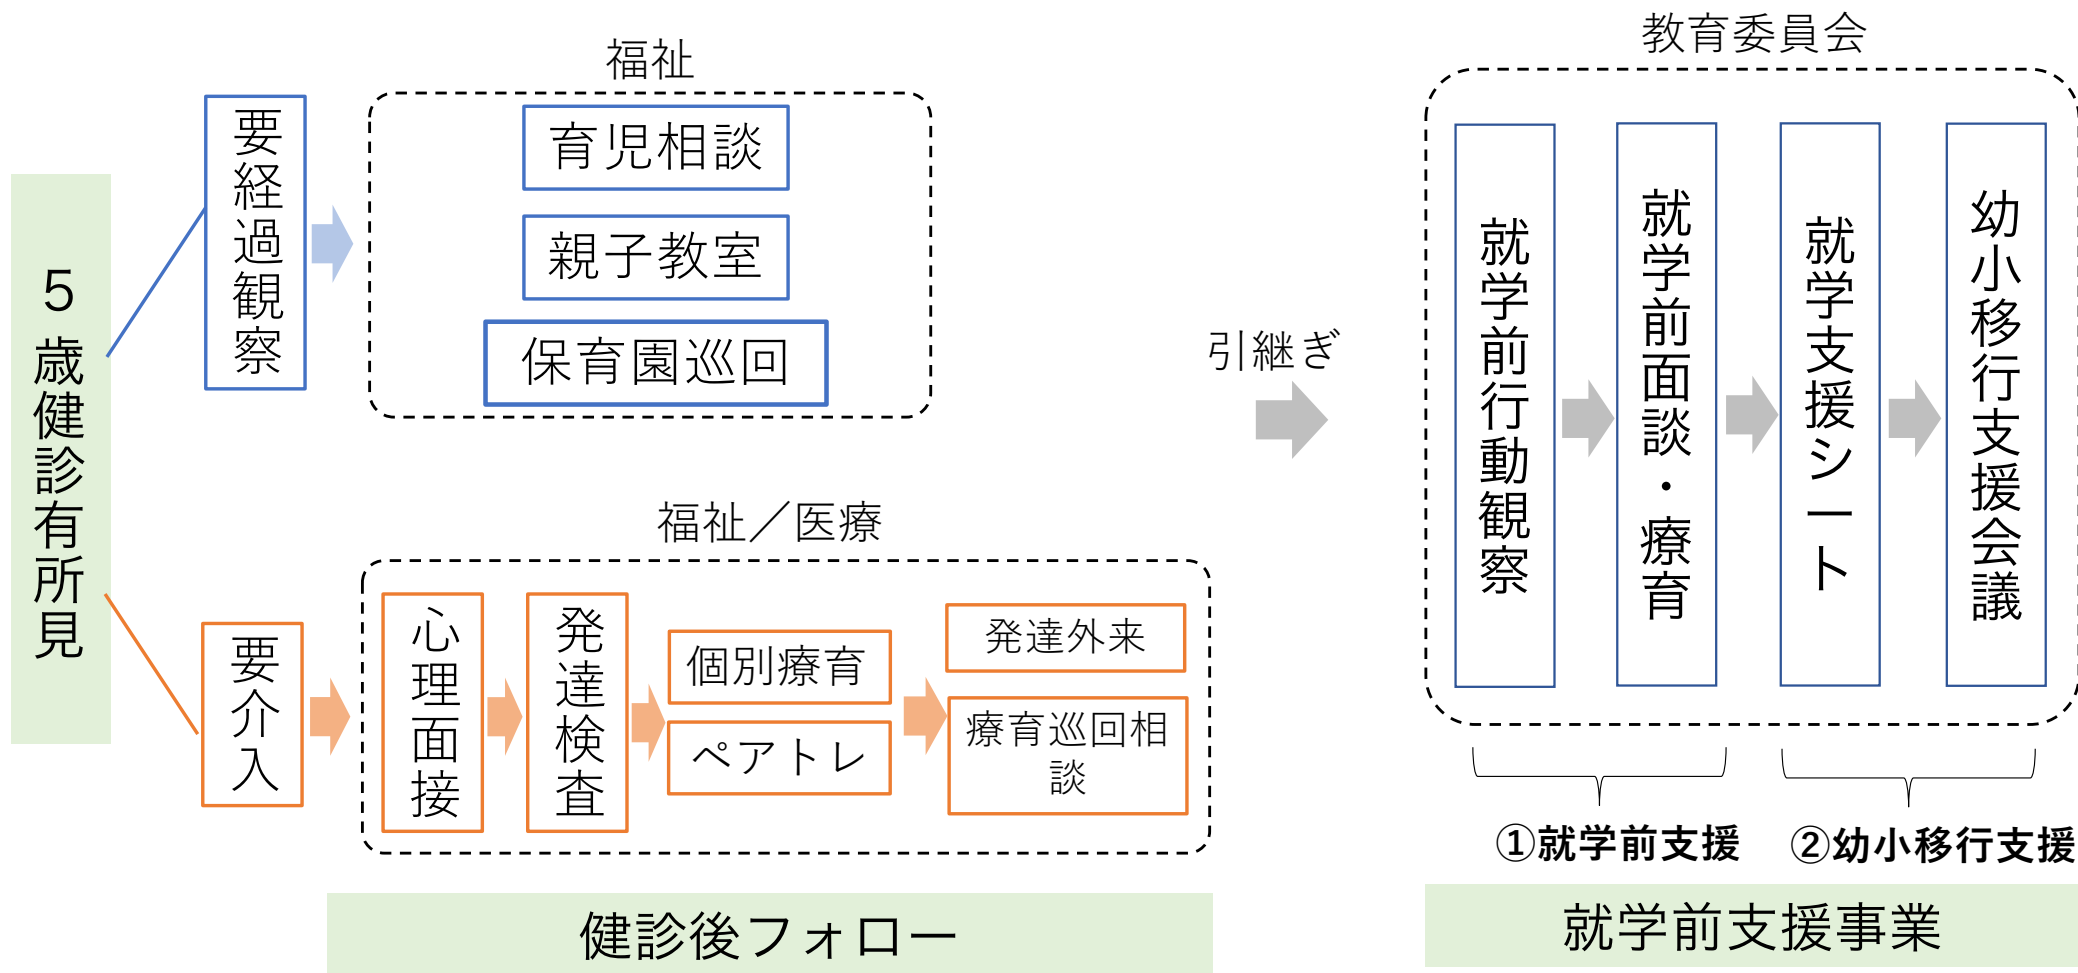 ５歳健診有所見
要経過観察
福祉
育児相談
親子教室
保育園巡回
要介入
福祉／医療
心理面接
発達検査
個別療育
ペアトレ
発達外来
療育巡回相
談
健診後フォロー
引継ぎ
教育委員会
就学前行動観察
就学前面談・療育
就学支援シート
幼小移行支援会議
①就学前支援
②幼小移行支援
就学前支援事業